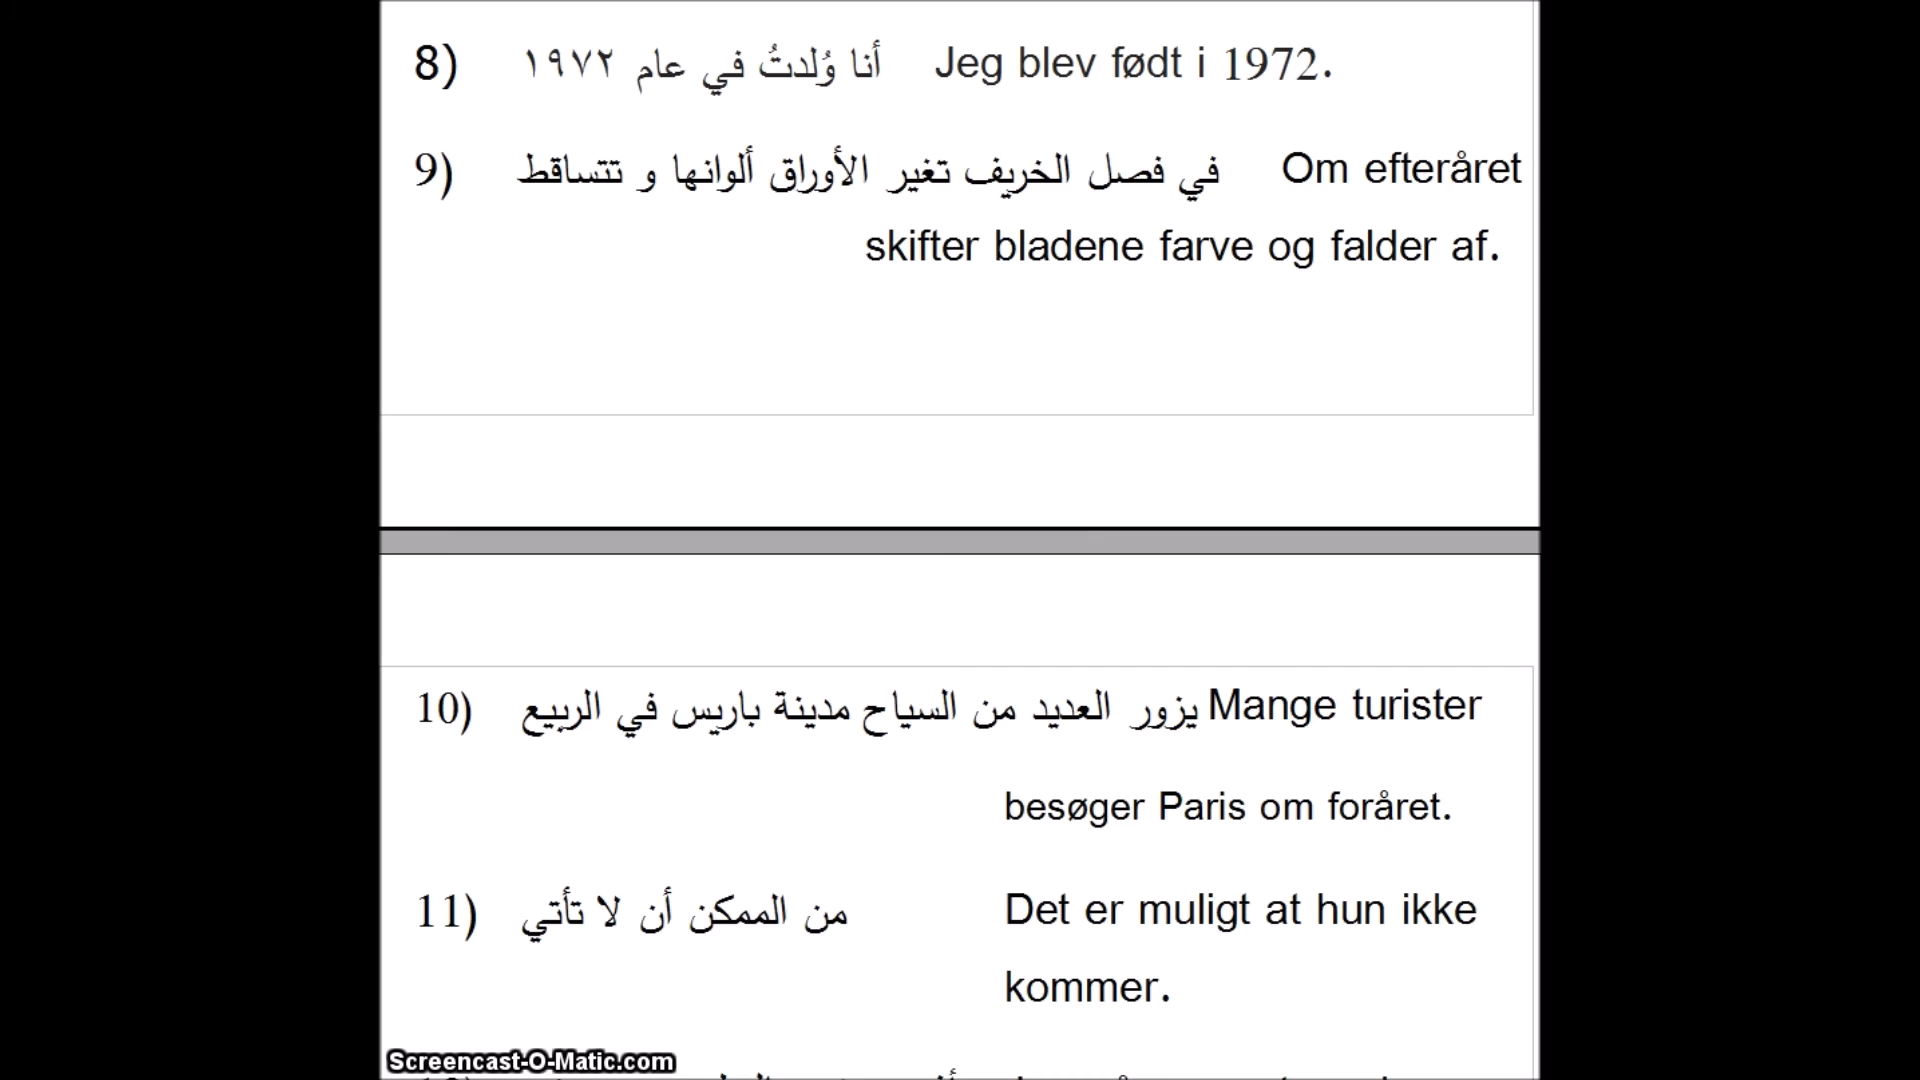 8) أنا وُلدتُ في عام ١٩٧٢ Jeg blev født i 1972.
9) في فصل الخريف تغير الأوراق ألوانها و تتساقط Om efteråret
skifter bladene farve og falder af.
10) يزور العديد من السياح مدينة باريس في الربيع Mange turister
besøger Paris om foråret.
11) من الممكن أن لا تأتي Det er muligt at hun ikke
kommer.
Screencast-O-Matic.com